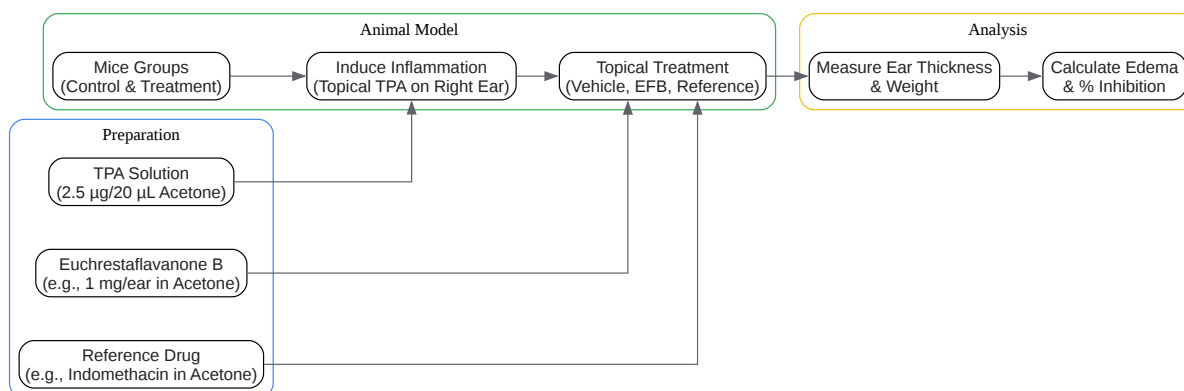 Animal Model
Mice Groups
(Control & Treatment)
Induce Inflammation
(Topical TPA on Right Ear)
Topical Treatment
(Vehicle, EFB, Reference)
Analysis
Measure Ear Thickness
& Weight
Calculate Edema
& % Inhibition
Preparation
TPA Solution
(2.5 µg/20 µL Acetone)
Euchrestaflavanone B
(e.g., 1 mg/ear in Acetone)
Reference Drug
(e.g., Indomethacin in Acetone)